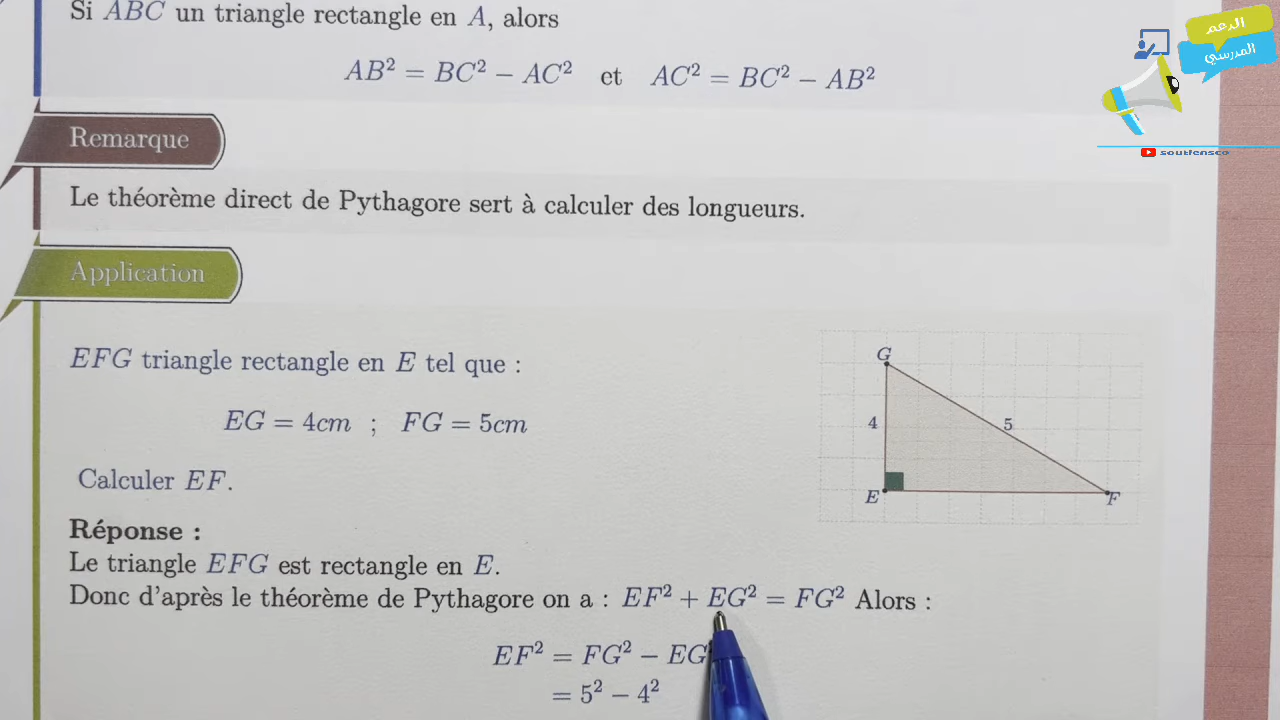 Si ABC un triangle rectangle en A, alors
AB² = BC² − AC² et AC² = BC² − AB²
الدعم
المدرسي
soutiensco
Remarque
Le théorème direct de Pythagore sert à calculer des longueurs.
Application
EFG triangle rectangle en E tel que :
EG = 4cm ; FG = 5cm
Calculer EF.
G
4
5
E
F
Réponse :
Le triangle EFG est rectangle en E.
Donc d'après le théorème de Pythagore on a : EF² + EG² = FG² Alors :
EF² = FG² − EG
= 5² − 4²